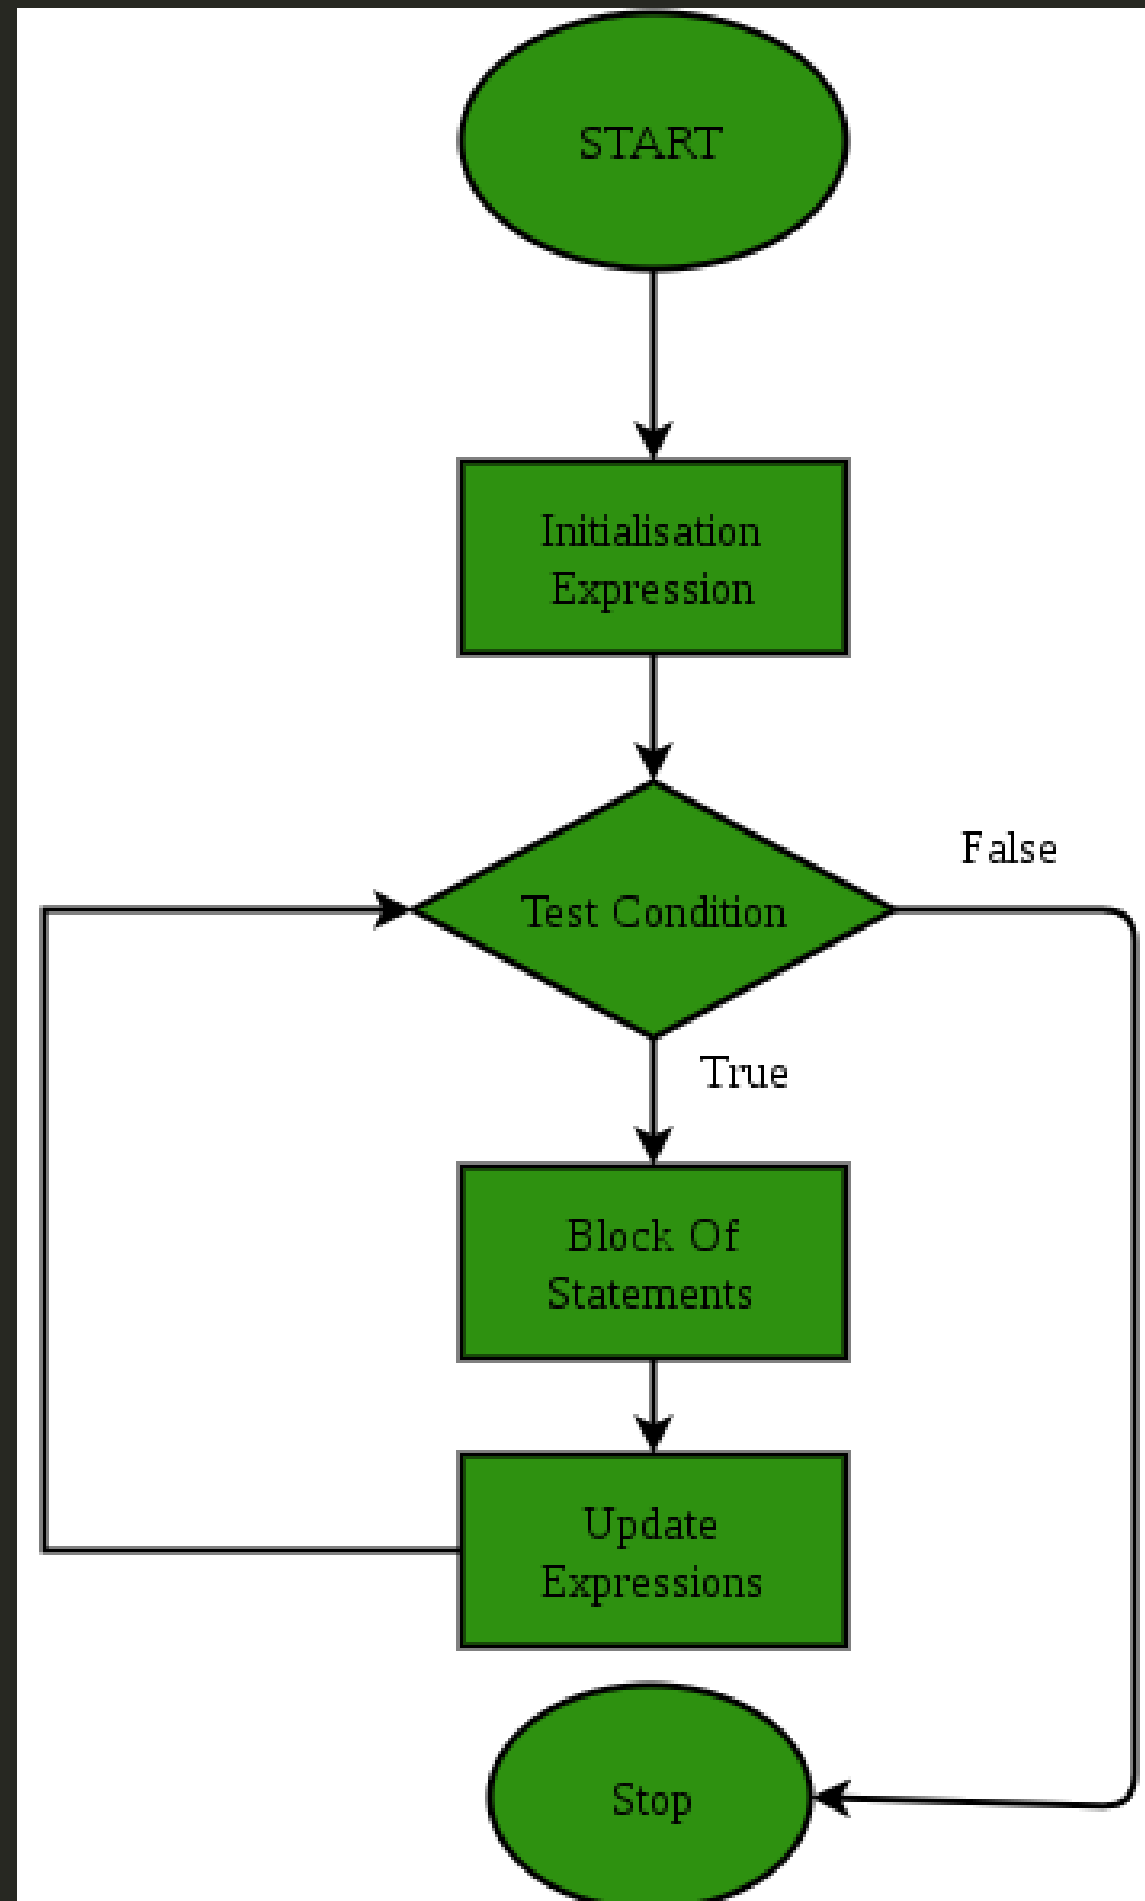 START
Initialisation
Expression
False
Test Condition
True
Block Of
Statements
Update
Expressions
Stop